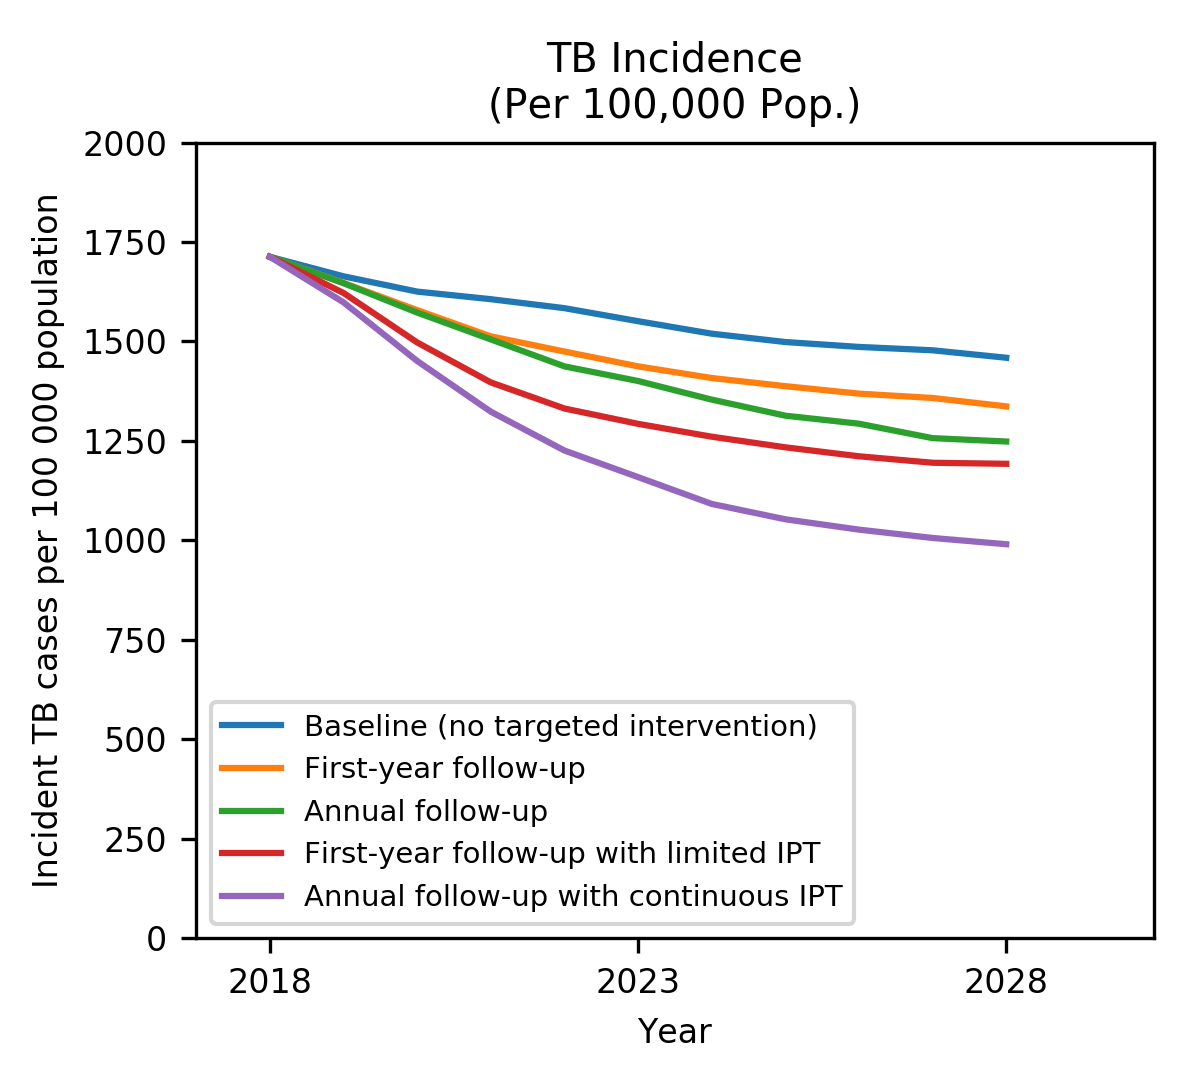 TB Incidence
(Per 100,000 Pop.)
Incident TB cases per 100 000 population
2000
1750
1500
1250
1000
750
500
250
0
Baseline (no targeted intervention)
First-year follow-up
Annual follow-up
First-year follow-up with limited IPT
Annual follow-up with continuous IPT
2018
2023
2028
Year